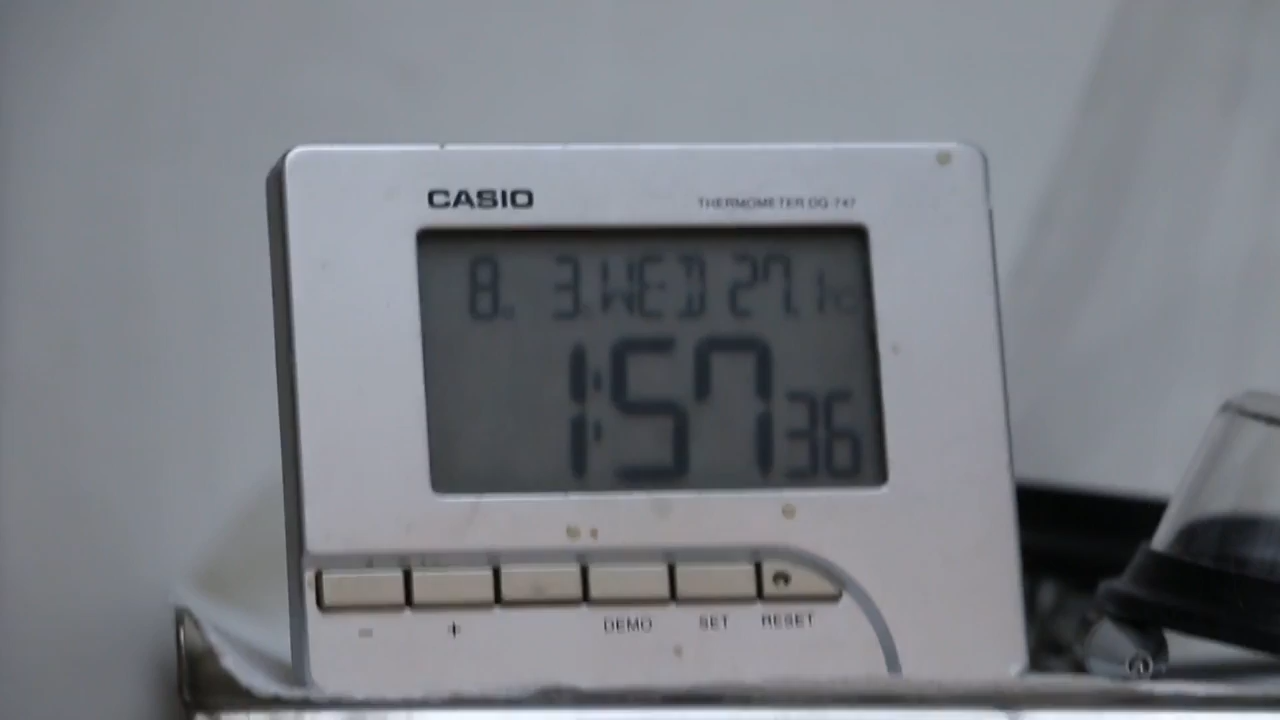 CASIO
THERMOMETER DQ-747
8. 3. WED 27.1°C
1:57 36
- +
DEMO SET RESET